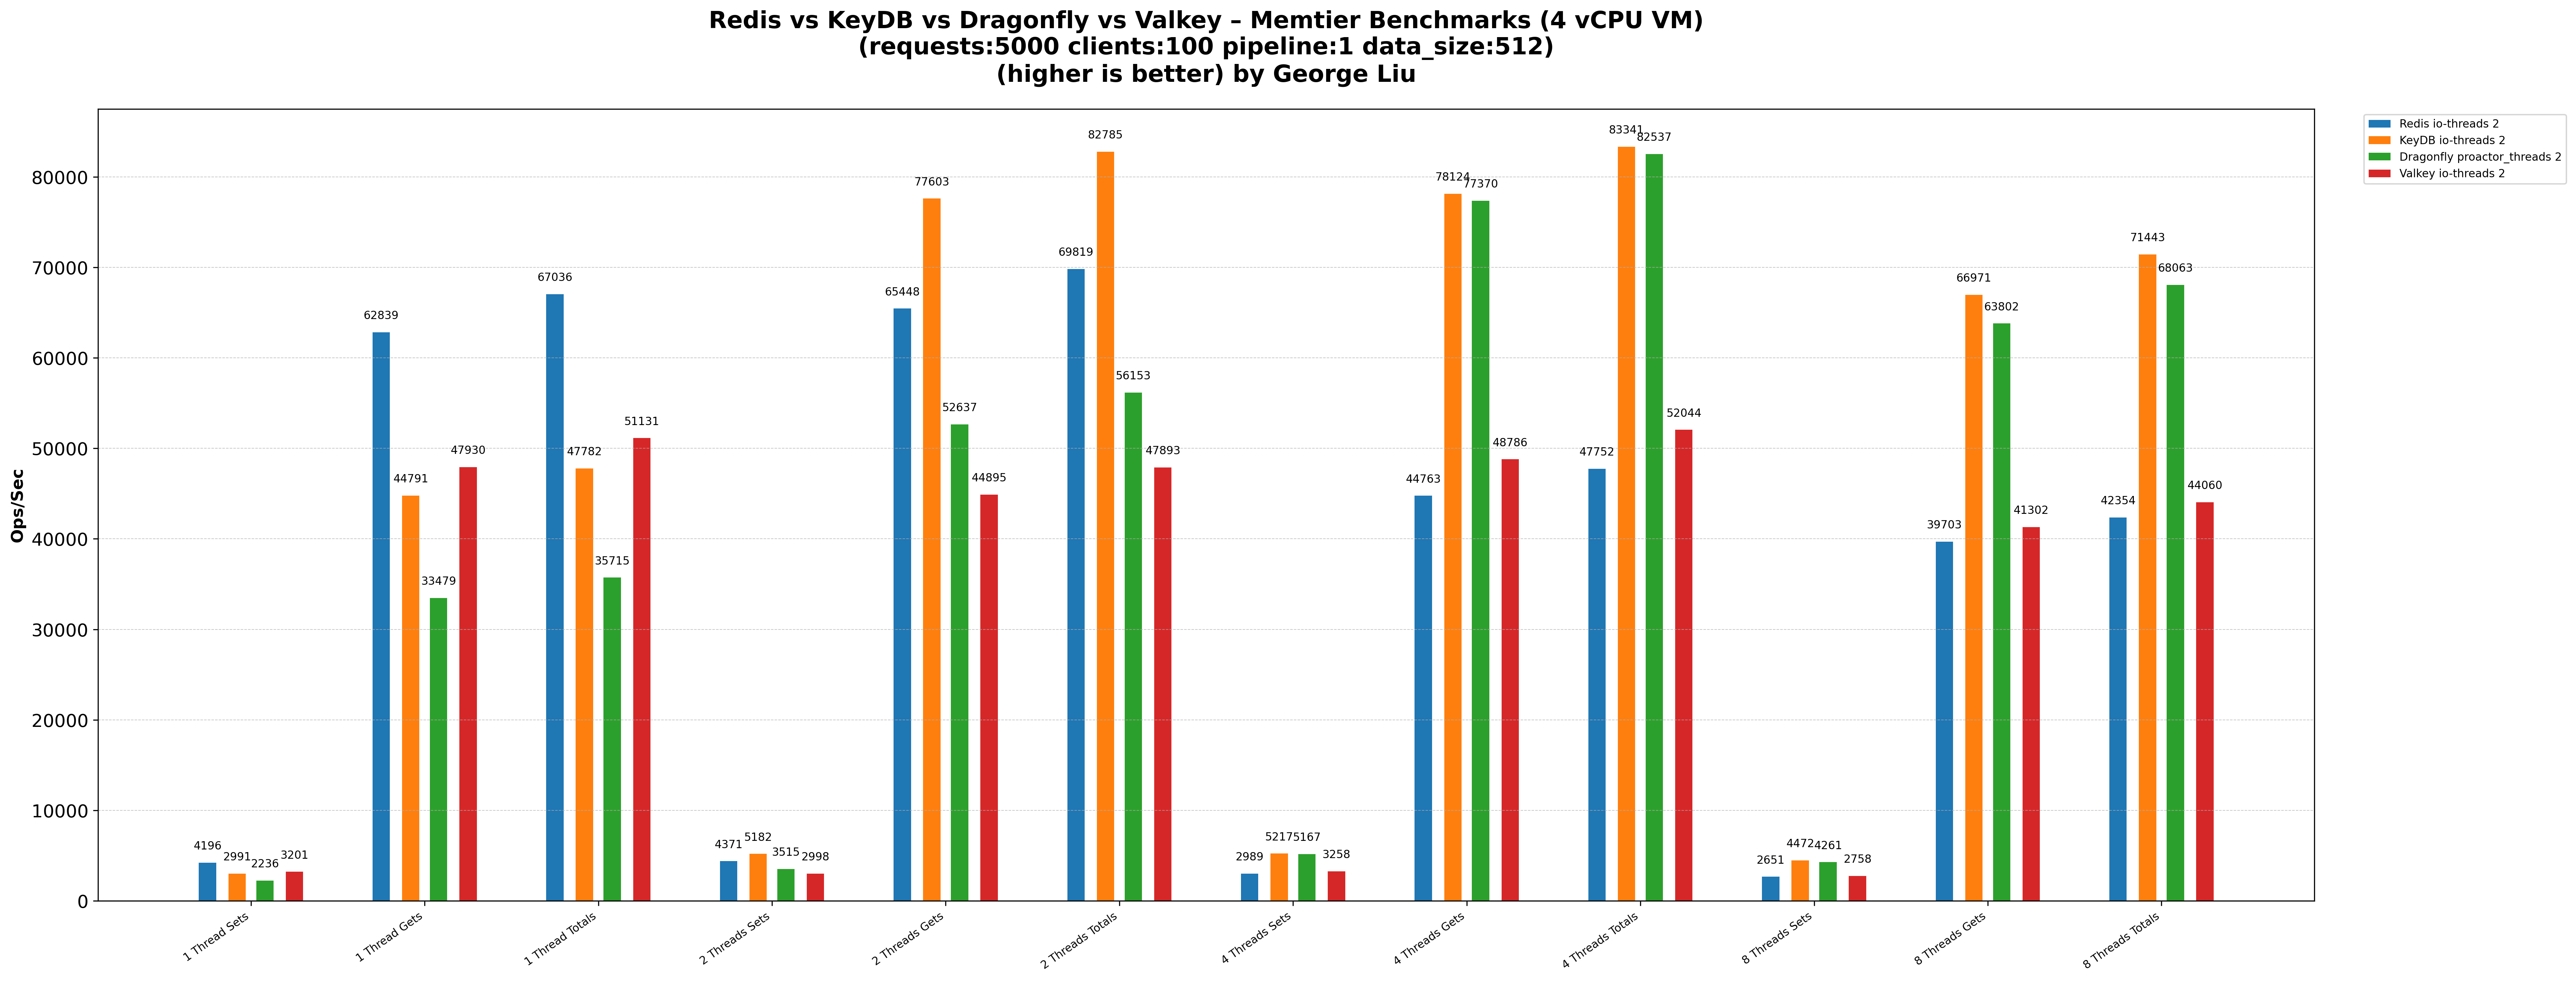 Redis vs KeyDB vs Dragonfly vs Valkey – Memtier Benchmarks (4 vCPU VM)
(requests:5000 clients:100 pipeline:1 data_size:512)
(higher is better) by George Liu
Redis io-threads 2
KeyDB io-threads 2
Dragonfly proactor_threads 2
Valkey io-threads 2
Ops/Sec
80000
70000
60000
50000
40000
30000
20000
10000
0
4196 2991 2236 3201
62839 44791 33479 47930
67036 47782 35715 51131
4371 5182 3515 2998
65448 77603 52637 44895
69819 82785 56153 47893
2989 5217 5167 3258
44763 78124 77370 48786
47752 83341 82537 52044
2651 4472 4261 2758
39703 66971 63802 41302
42354 71443 68063 44060
1 Thread Sets
1 Thread Gets
1 Thread Totals
2 Threads Sets
2 Threads Gets
2 Threads Totals
4 Threads Sets
4 Threads Gets
4 Threads Totals
8 Threads Sets
8 Threads Gets
8 Threads Totals